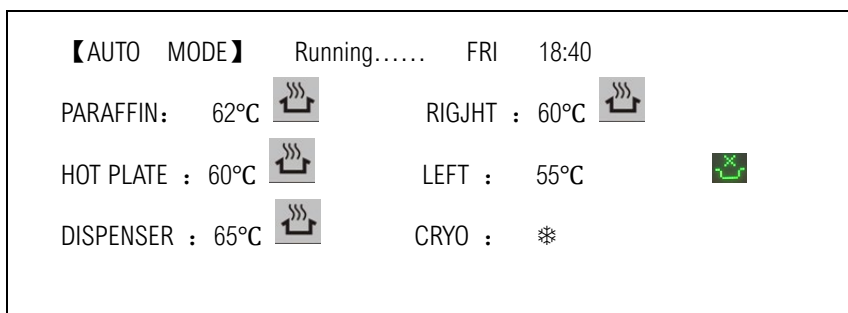 【AUTO MODE】 Running...... FRI 18:40
PARAFFIN： 62℃ RIGJHT ：60℃
HOT PLATE ：60℃ LEFT ： 55℃
DISPENSER ：65℃ CRYO ： ❄